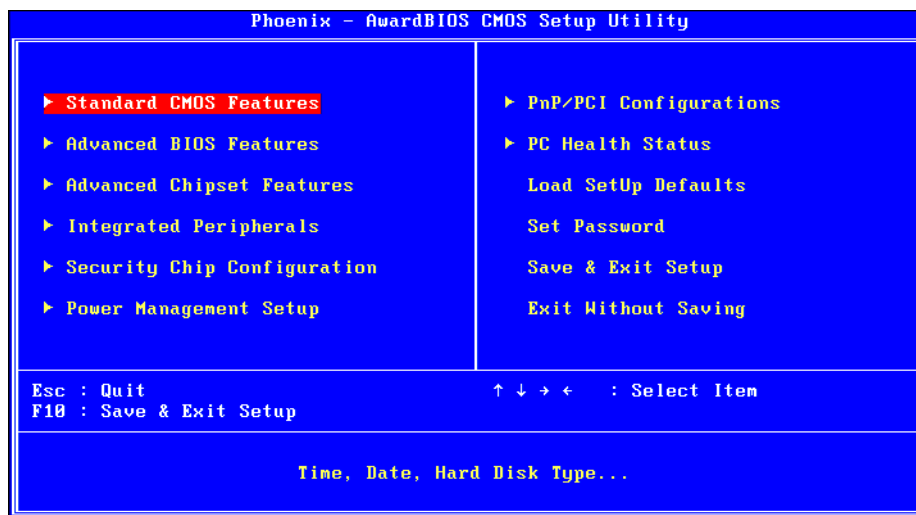 Phoenix - AwardBIOS CMOS Setup Utility
▶ Standard CMOS Features
▶ Advanced BIOS Features
▶ Advanced Chipset Features
▶ Integrated Peripherals
▶ Security Chip Configuration
▶ Power Management Setup
▶ PnP/PCI Configurations
▶ PC Health Status
Load SetUp Defaults
Set Password
Save & Exit Setup
Exit Without Saving
Esc : Quit
F10 : Save & Exit Setup
↑ ↓ → ← : Select Item
Time, Date, Hard Disk Type...